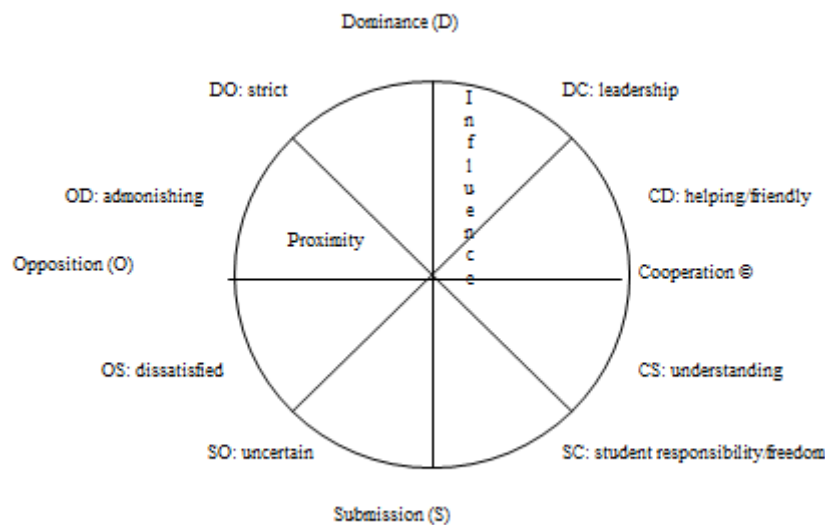 Dominance (D)
DO: strict
DC: leadership
Influence
OD: admonishing
CD: helping/friendly
Proximity
Opposition (O)
Cooperation ©
OS: dissatisfied
CS: understanding
SO: uncertain
SC: student responsibility/freedom
Submission (S)